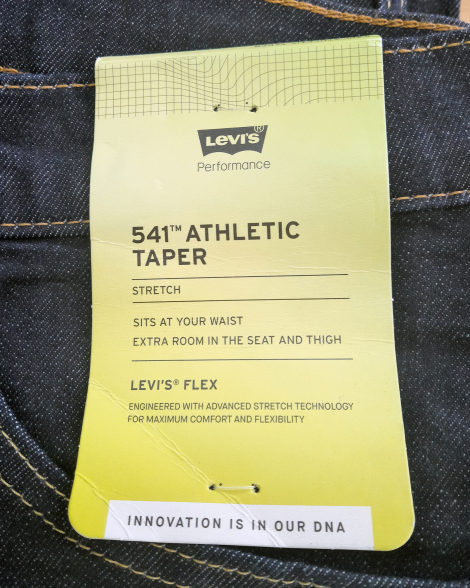 Levi's®
Performance
541™ ATHLETIC
TAPER
STRETCH
SITS AT YOUR WAIST
EXTRA ROOM IN THE SEAT AND THIGH
LEVI'S® FLEX
ENGINEERED WITH ADVANCED STRETCH TECHNOLOGY
FOR MAXIMUM COMFORT AND FLEXIBILITY
INNOVATION IS IN OUR DNA